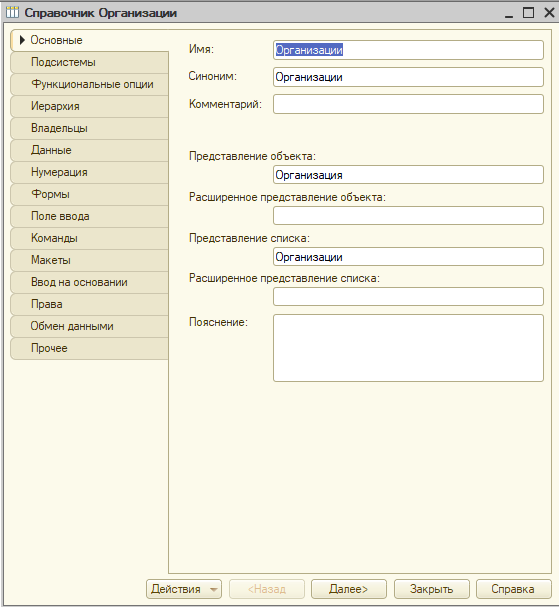 Справочник Организации
Основные
Подсистемы
Функциональные опции
Иерархия
Владельцы
Данные
Нумерация
Формы
Поле ввода
Команды
Макеты
Ввод на основании
Права
Обмен данными
Прочее
Имя: Организации
Синоним: Организации
Комментарий:
Представление объекта:
Организация
Расширенное представление объекта:
Представление списка:
Организации
Расширенное представление списка:
Пояснение:
Действия <Назад Далее> Закрыть Справка